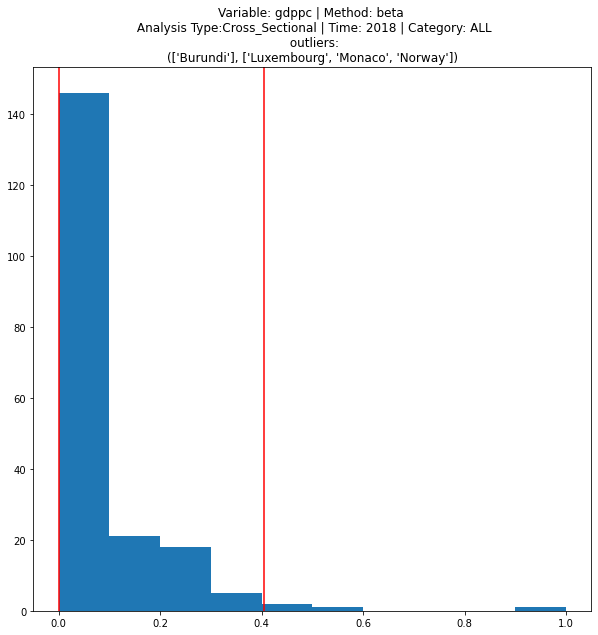 Variable: gdppc | Method: beta
Analysis Type:Cross_Sectional | Time: 2018 | Category: ALL
outliers:
(['Burundi'], ['Luxembourg', 'Monaco', 'Norway'])
140
120
100
80
60
40
20
0
0.0 0.2 0.4 0.6 0.8 1.0